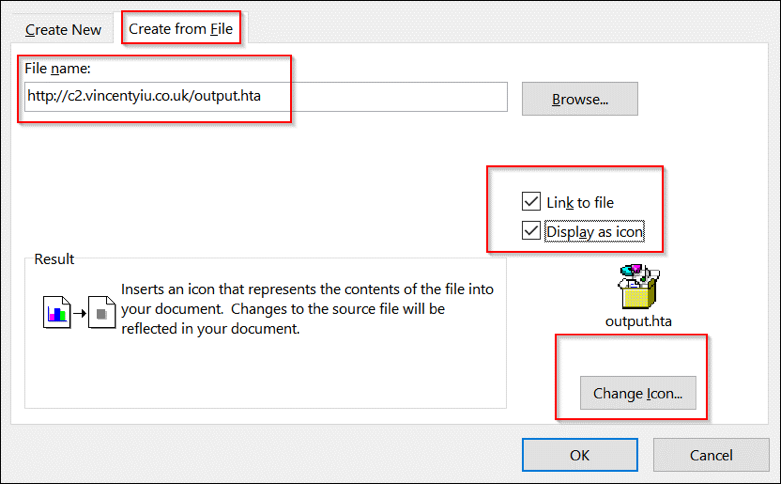 Create New
Create from File
File name:
http://c2.vincentyiu.co.uk/output.hta
Browse...
Link to file
Display as icon
Result
Inserts an icon that represents the contents of the file into
your document. Changes to the source file will be
reflected in your document.
output.hta
Change Icon...
OK
Cancel